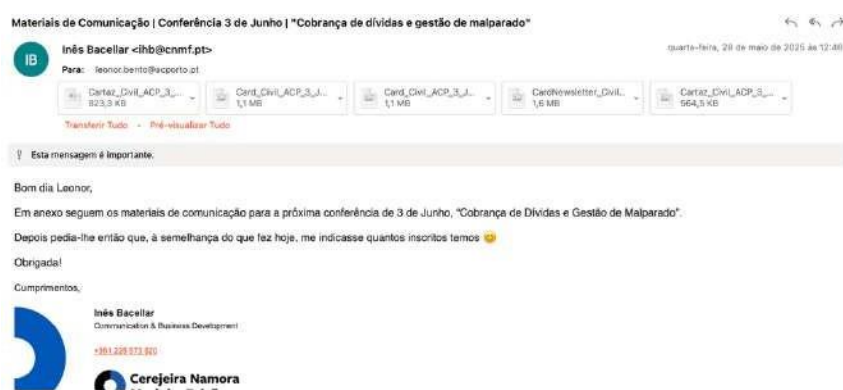 Materiais de Comunicação | Conferência 3 de Junho | "Cobrança de dívidas e gestão de malparado"
IB
Inês Bacellar <ihb@cnmf.pt>
quarta-feira, 28 de maio de 2025 às 12:46
Para: leonor.bento@acporto.pt
Cartaz_Civil_ACP_3_...
823,3 KB
Card_Civil_ACP_3_J...
1,1 MB
Card_Civil_ACP_3_J...
1,1 MB
CardNewsletter_Civil...
1,6 MB
Cartaz_Civil_ACP_3_...
564,5 KB
Transferir Tudo · Pré-visualizar Tudo
Esta mensagem é importante.
Bom dia Leonor,
Em anexo seguem os materiais de comunicação para a próxima conferência de 3 de Junho, "Cobrança de Dívidas e Gestão de Malparado".
Depois pedia-lhe então que, à semelhança do que fez hoje, me indicasse quantos inscritos temos 😊
Obrigada!
Cumprimentos,
Inês Bacellar
Communication & Business Development
Cerejeira Namora